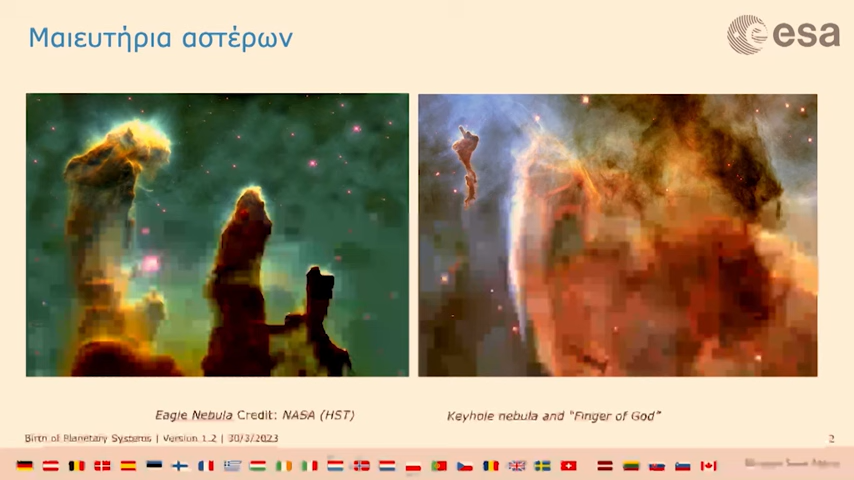 Μαιευτήρια αστέρων
esa
Eagle Nebula Credit: NASA (HST)
Keyhole nebula and "Finger of God"
Birth of Planetary Systems | Version 1.2 | 30/3/2023
2